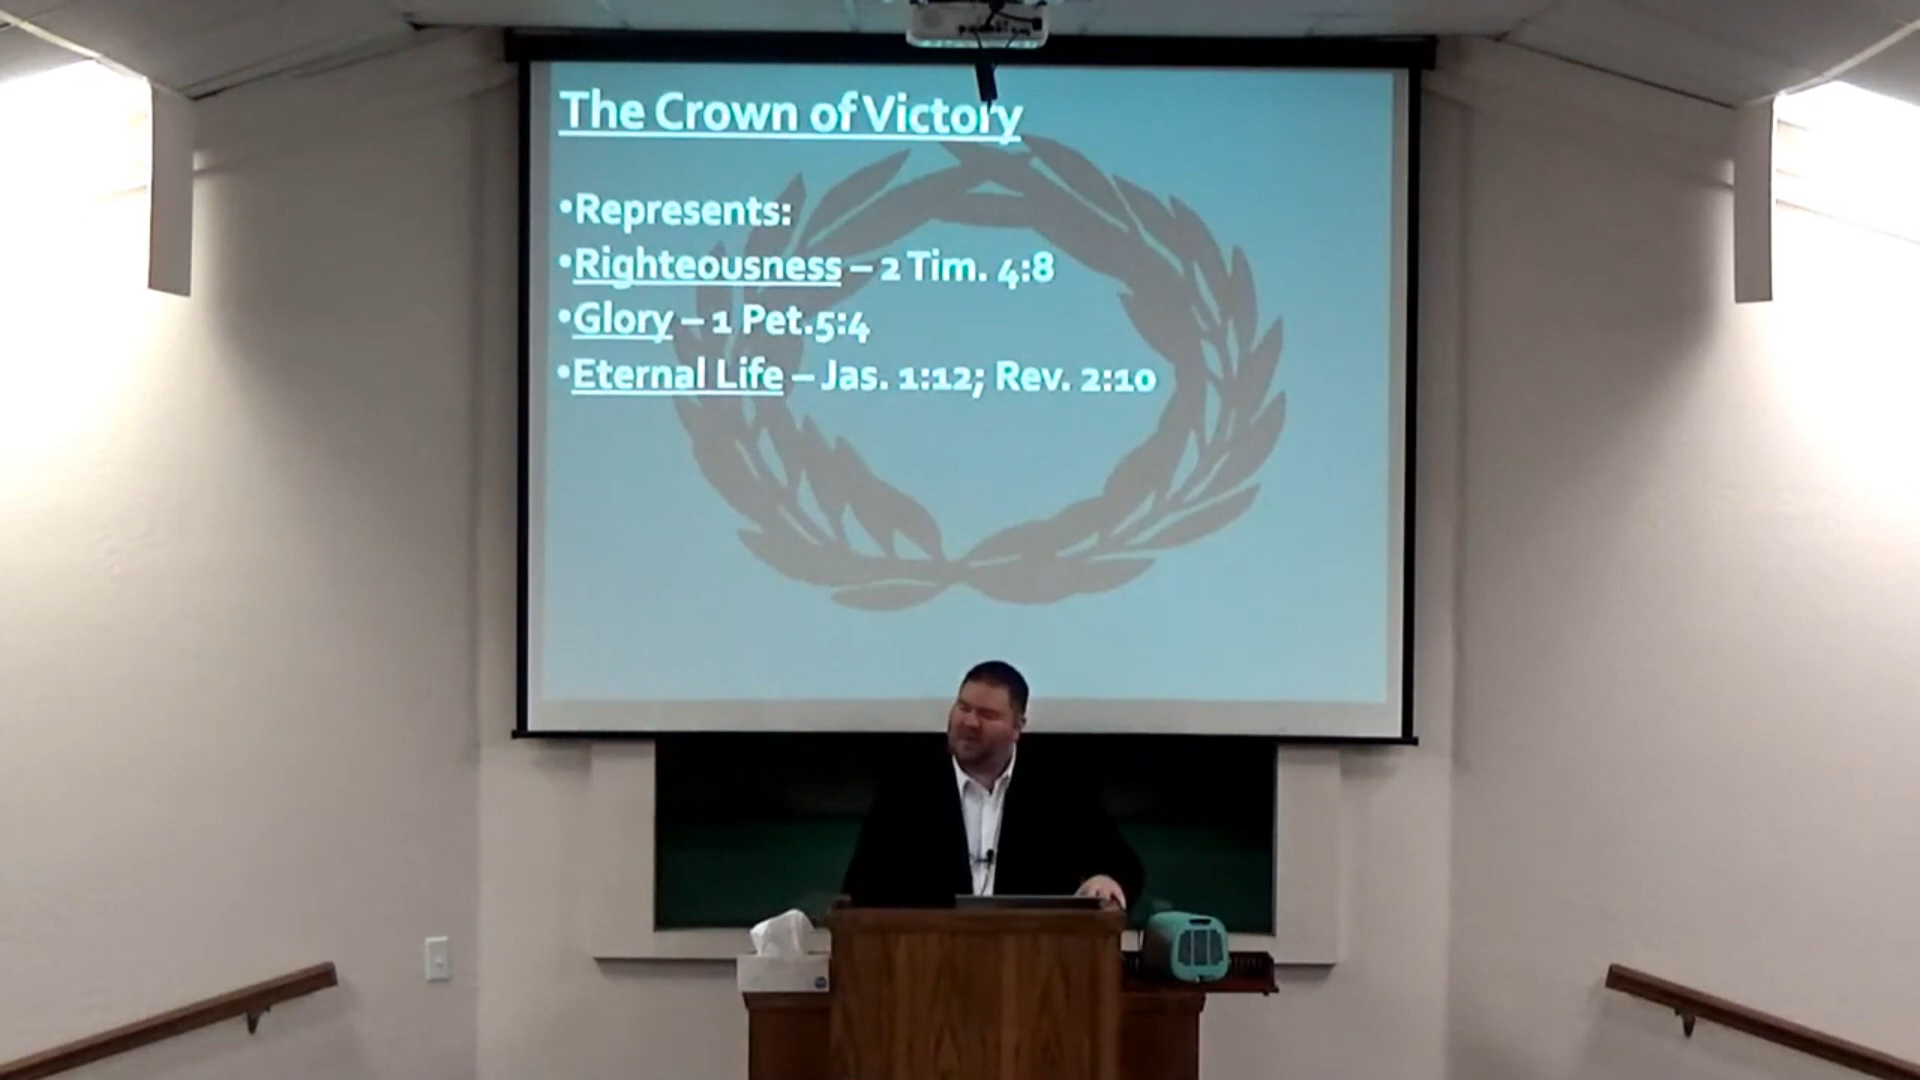 The Crown of Victory
•Represents:
•Righteousness – 2 Tim. 4:8
•Glory – 1 Pet.5:4
•Eternal Life – Jas. 1:12; Rev. 2:10